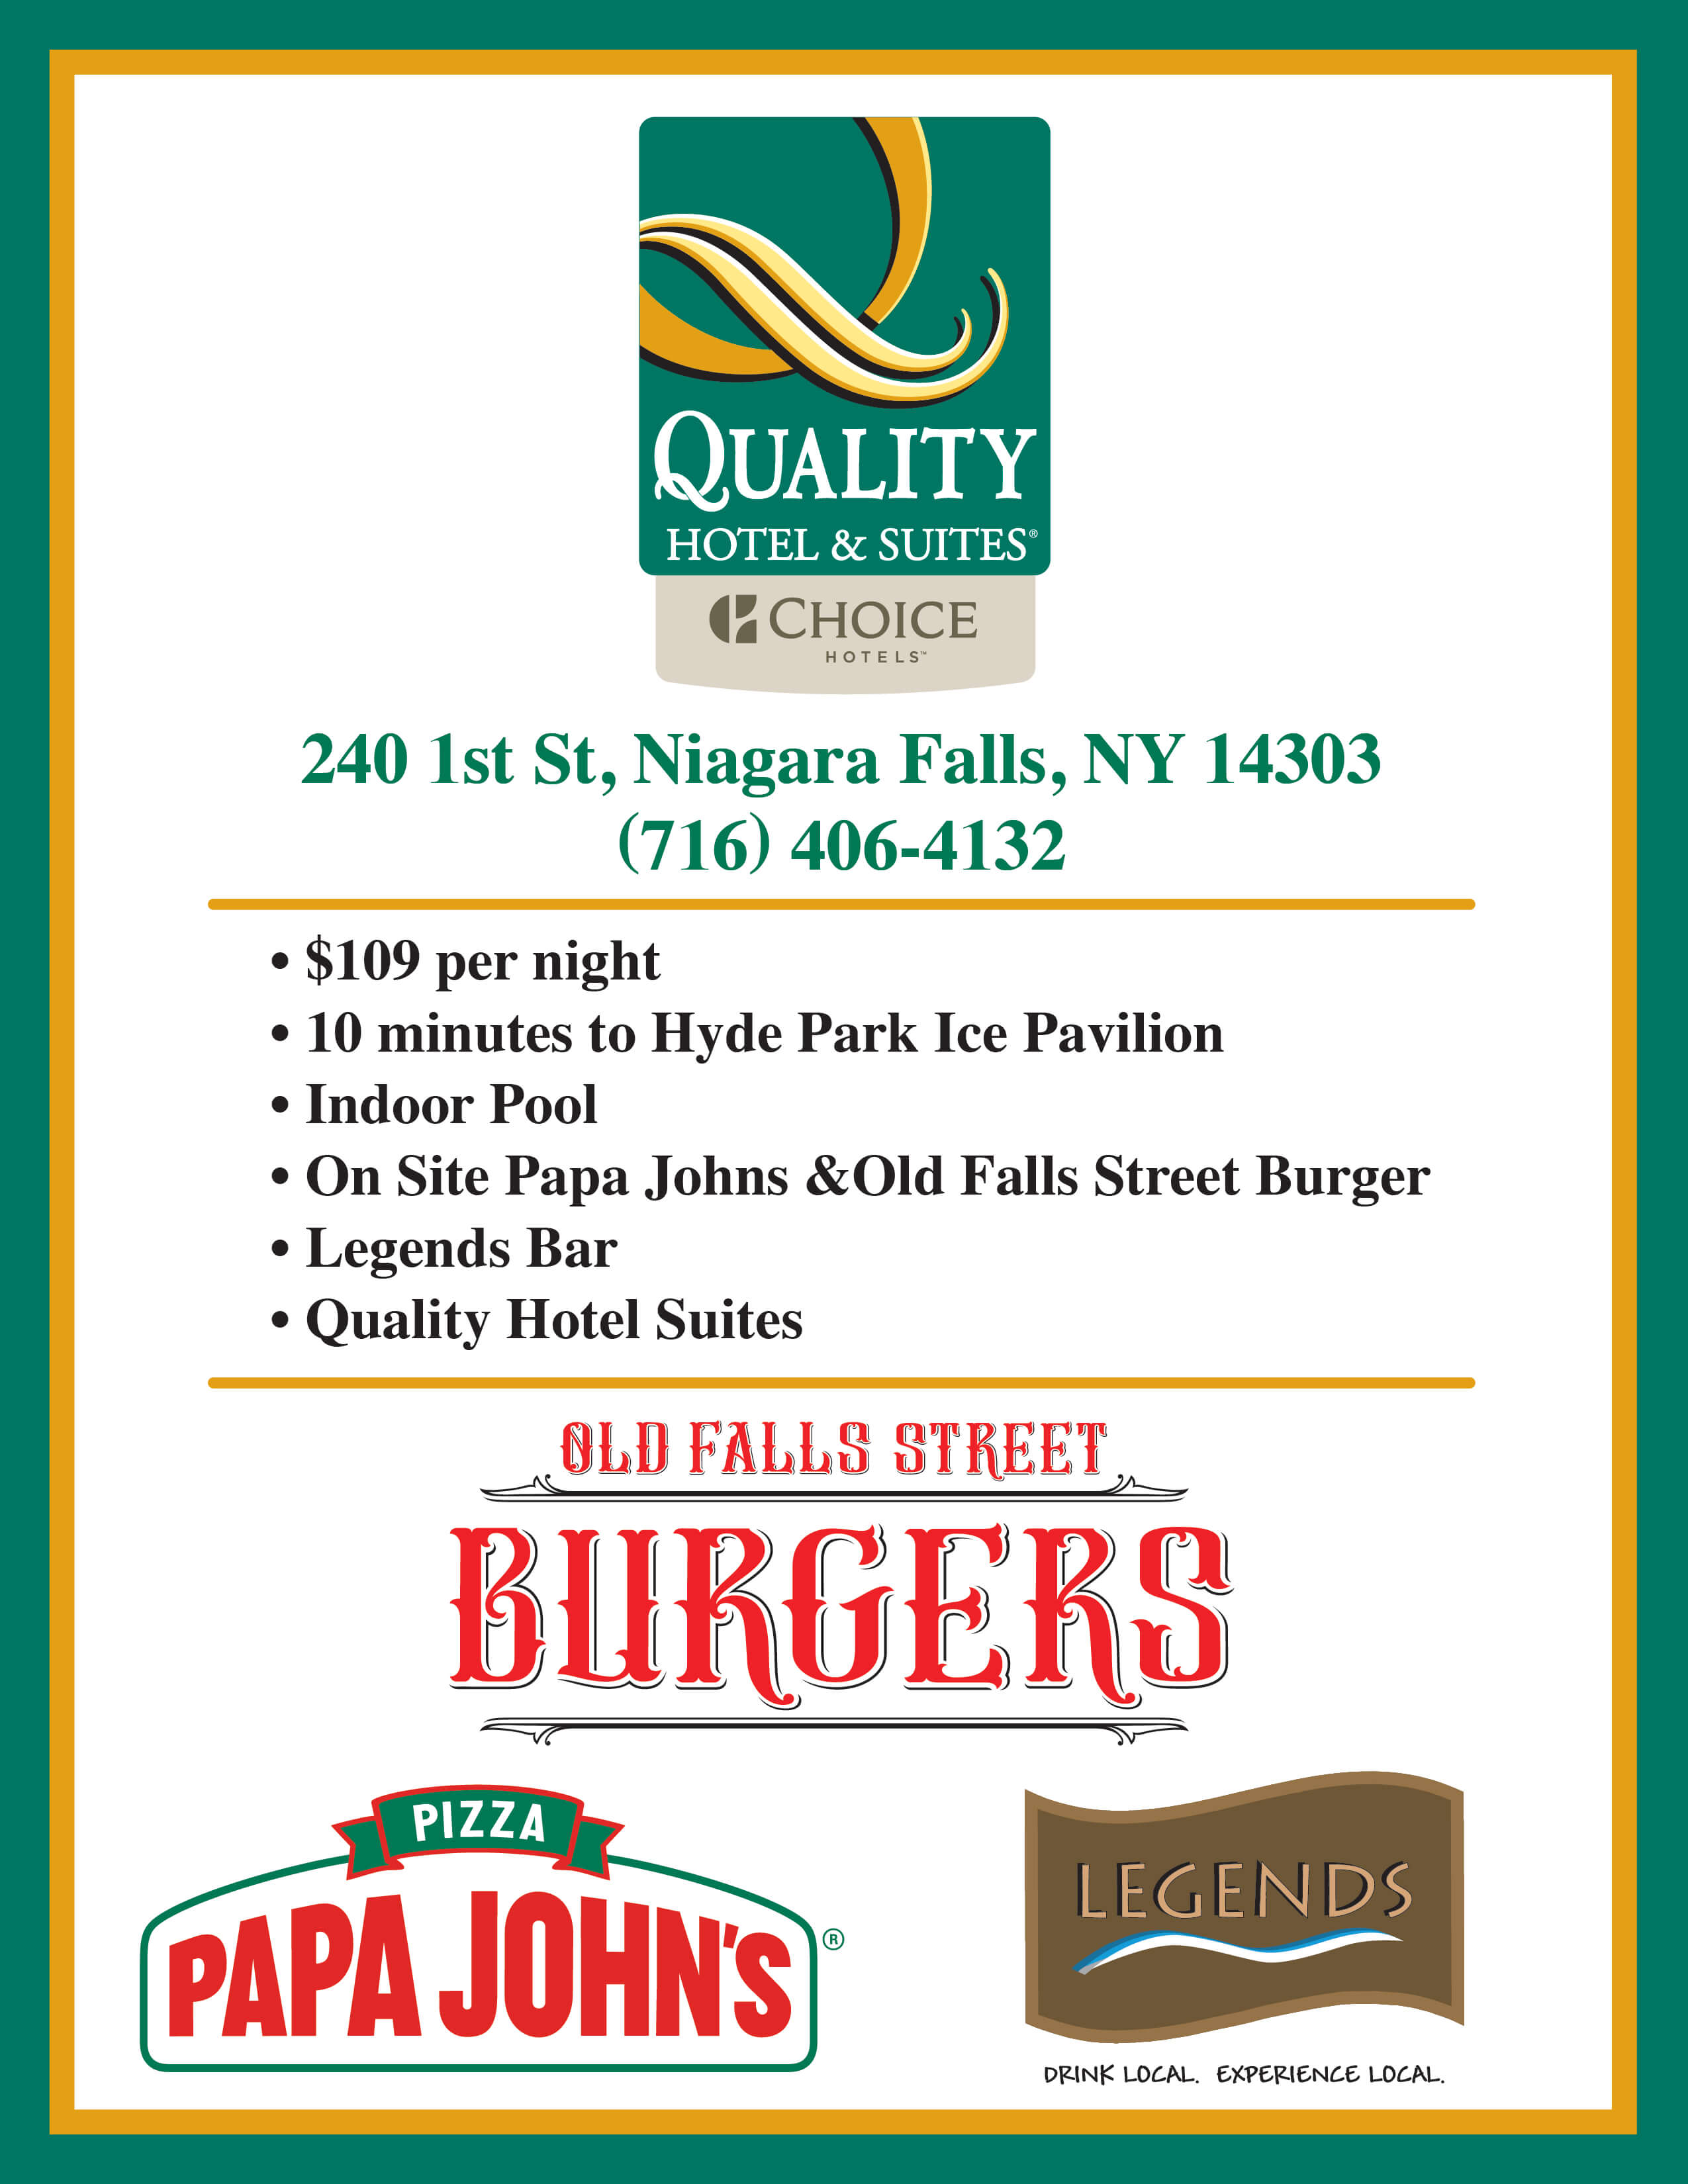 QUALITY
HOTEL & SUITES®
CHOICE
HOTELS™
240 1st St, Niagara Falls, NY 14303
(716) 406-4132
• $109 per night
• 10 minutes to Hyde Park Ice Pavilion
• Indoor Pool
• On Site Papa Johns &Old Falls Street Burger
• Legends Bar
• Quality Hotel Suites
OLD FALLS STREET
BURGERS
PIZZA
PAPA JOHN'S®
LEGENDS
DRINK LOCAL. EXPERIENCE LOCAL.